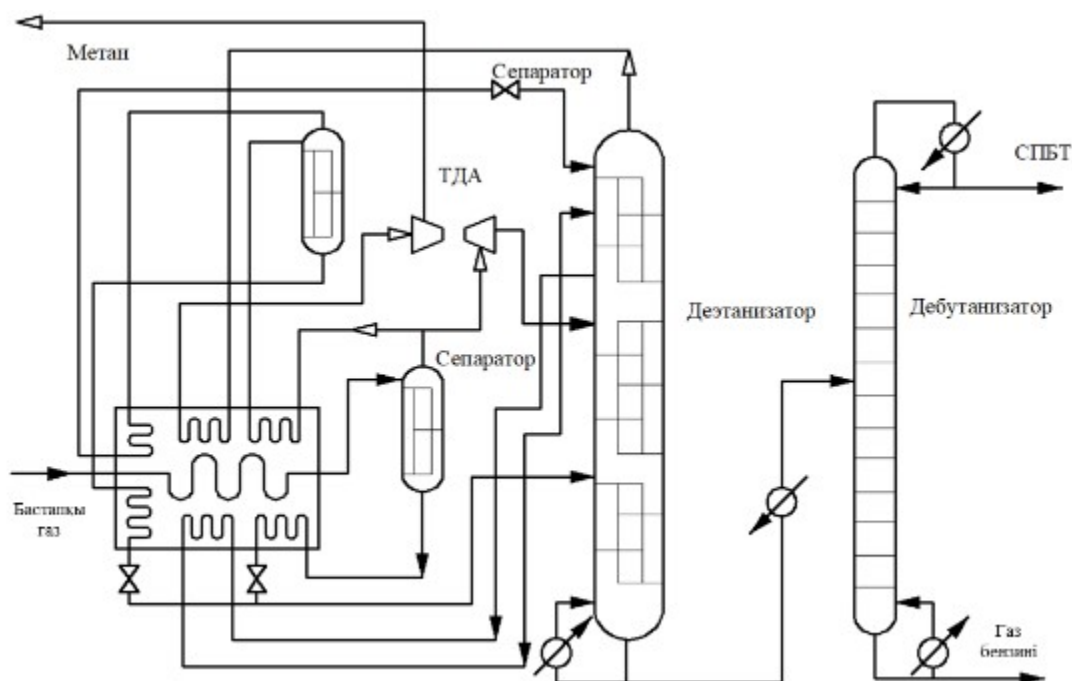 Метан
Сепаратор
СПБТ
ТДА
Деэтанизатор
Дебутанизатор
Сепаратор
Бастапқы
газ
Газ
бензині